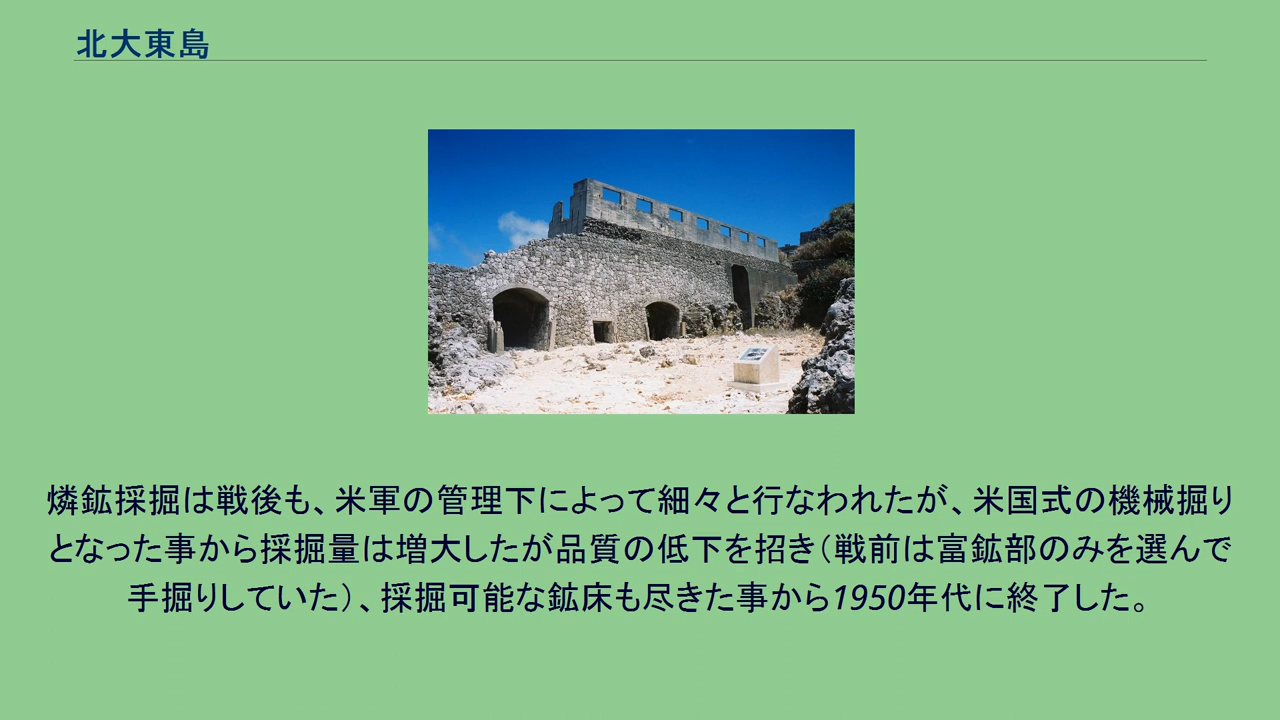 北大東島
燐鉱採掘は戦後も、米軍の管理下によって細々と行なわれたが、米国式の機械掘り
となった事から採掘量は増大したが品質の低下を招き（戦前は富鉱部のみを選んで
手掘りしていた）、採掘可能な鉱床も尽きた事から1950年代に終了した。